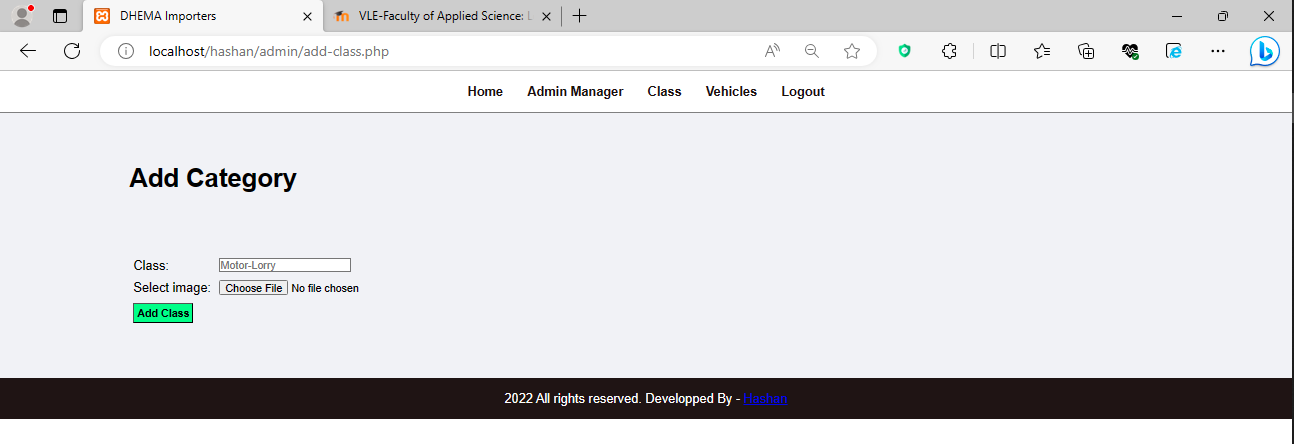 DHEMA Importers
VLE-Faculty of Applied Science: L
localhost/hashan/admin/add-class.php
Home Admin Manager Class Vehicles Logout
Add Category
Class: Motor-Lorry
Select image: Choose File No file chosen
Add Class
2022 All rights reserved. Developped By - Hashan